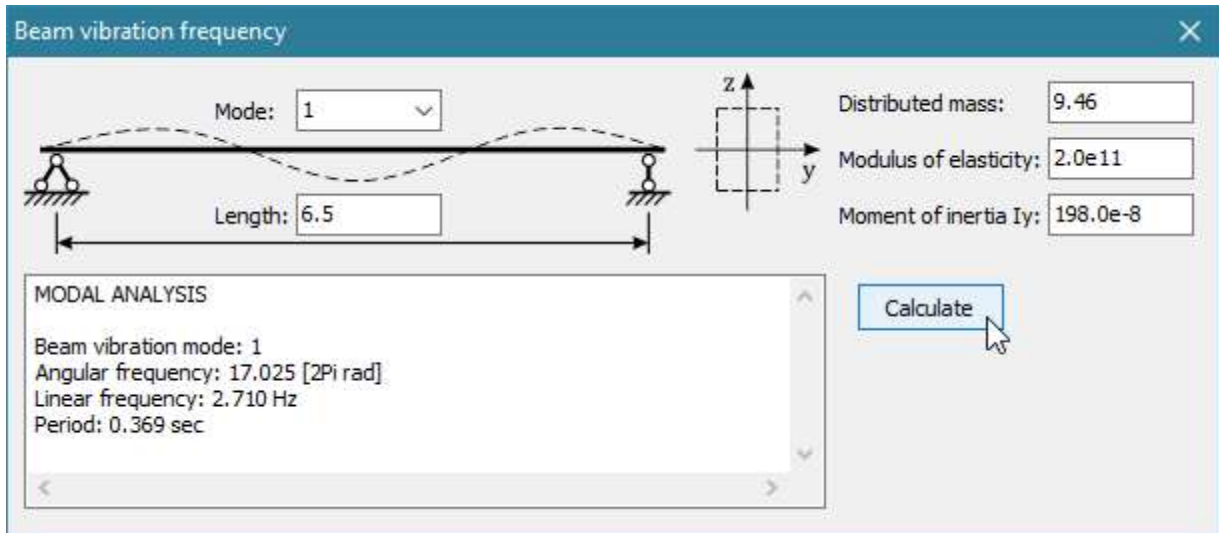 Beam vibration frequency
Mode: 1
Length: 6.5
z
y
Distributed mass: 9.46
Modulus of elasticity: 2.0e11
Moment of inertia Iy: 198.0e-8
MODAL ANALYSIS
Beam vibration mode: 1
Angular frequency: 17.025 [2Pi rad]
Linear frequency: 2.710 Hz
Period: 0.369 sec
Calculate